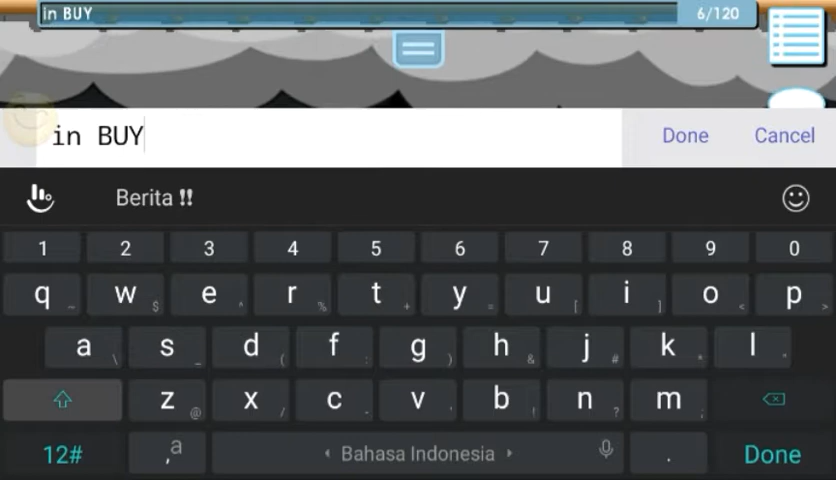 in BUY 6/120
in BUY Done Cancel
Berita ‼
1 2 3 4 5 6 7 8 9 0
q ~ w $ e ^ r % t + y = u [ i ] o < p >
a \ s _ d ( f : g ) h & j # k * l "
z @ x / c - v ' b ! n ? m ;
12# , a Bahasa Indonesia . Done